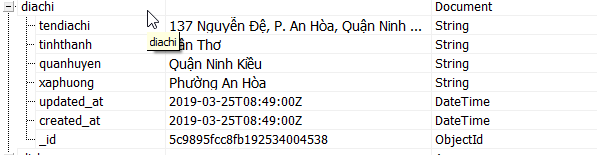 diachi Document
tendiachi 137 Nguyễn Đệ, P. An Hòa, Quận Ninh ... String
tinhthanh Thơ String
diachi
quanhuyen Quận Ninh Kiều String
xaphuong Phường An Hòa String
updated_at 2019-03-25T08:49:00Z DateTime
created_at 2019-03-25T08:49:00Z DateTime
_id 5c9895fcc8fb192534004538 ObjectId